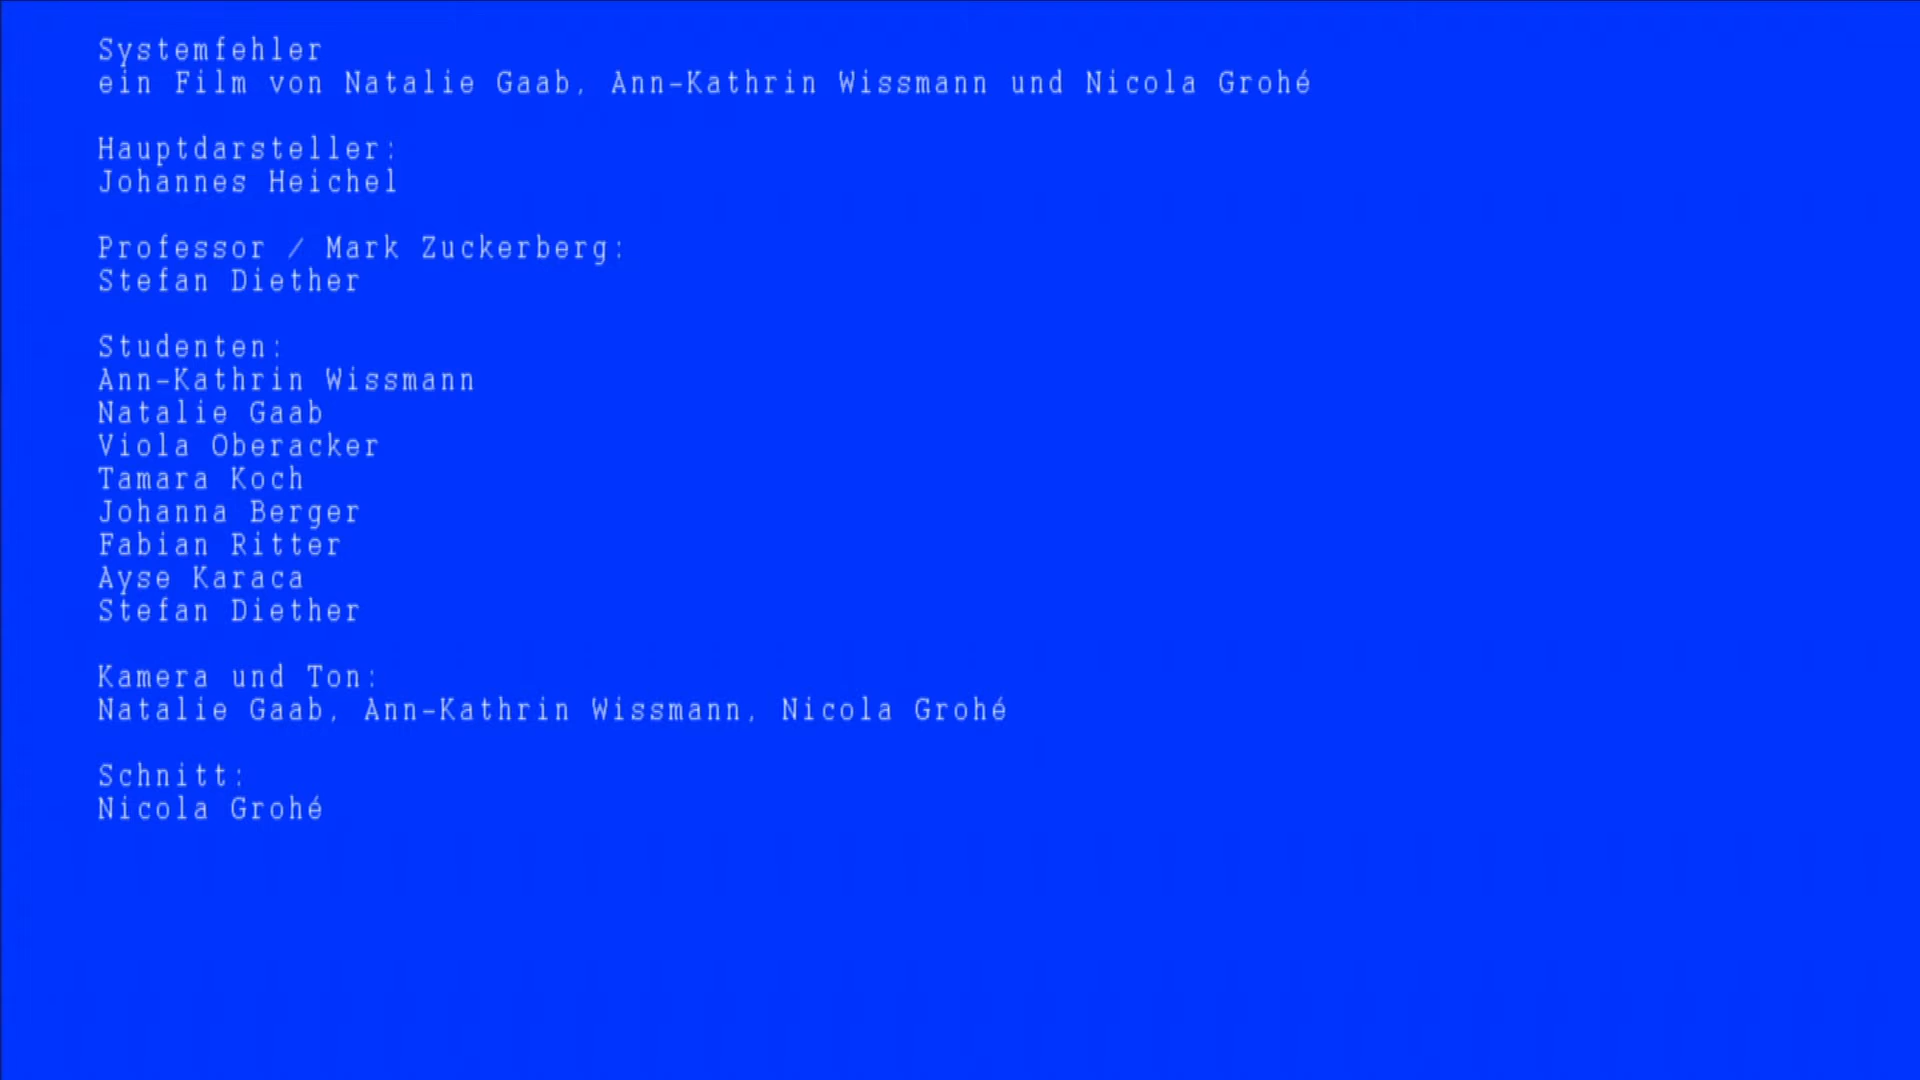 Systemfehler
ein Film von Natalie Gaab, Ann-Kathrin Wissmann und Nicola Grohé
Hauptdarsteller:
Johannes Heichel
Professor / Mark Zuckerberg:
Stefan Diether
Studenten:
Ann-Kathrin Wissmann
Natalie Gaab
Viola Oberacker
Tamara Koch
Johanna Berger
Fabian Ritter
Ayse Karaca
Stefan Diether
Kamera und Ton:
Natalie Gaab, Ann-Kathrin Wissmann, Nicola Grohé
Schnitt:
Nicola Grohé